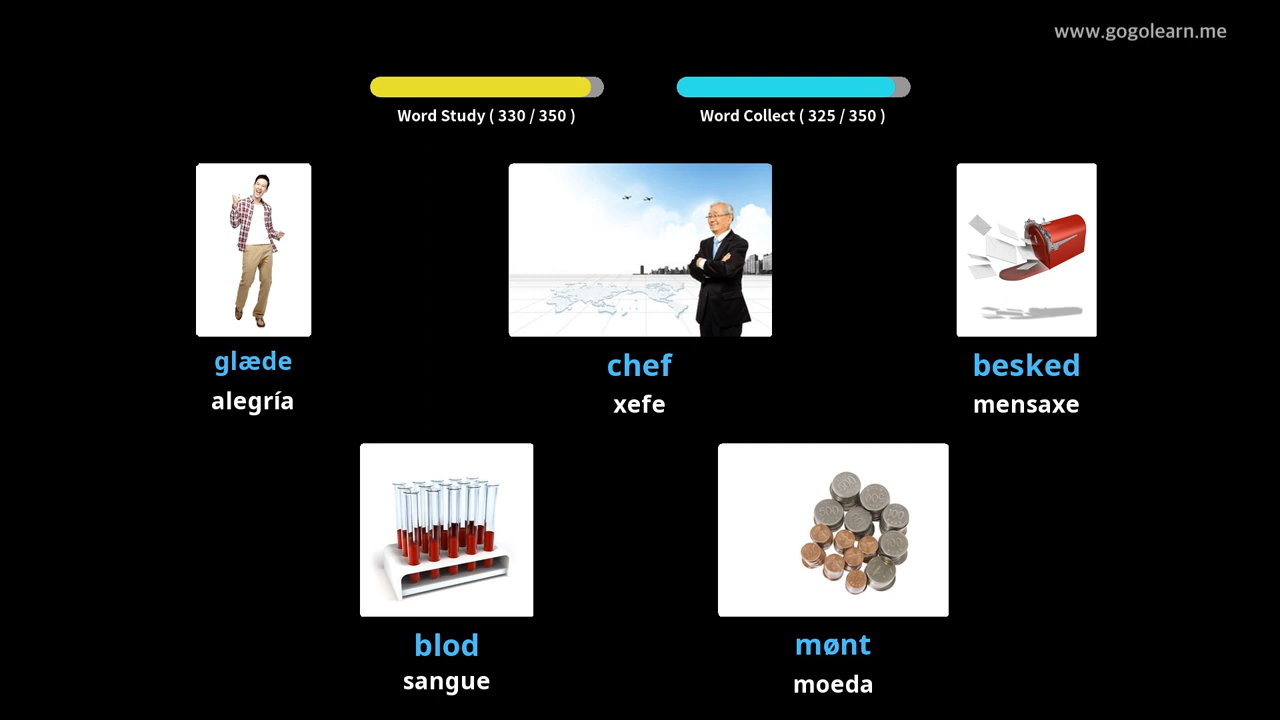 www.gogolearn.me
Word Study ( 330 / 350 )
Word Collect ( 325 / 350 )
glæde
alegría
chef
xefe
besked
mensaxe
blod
sangue
mønt
moeda